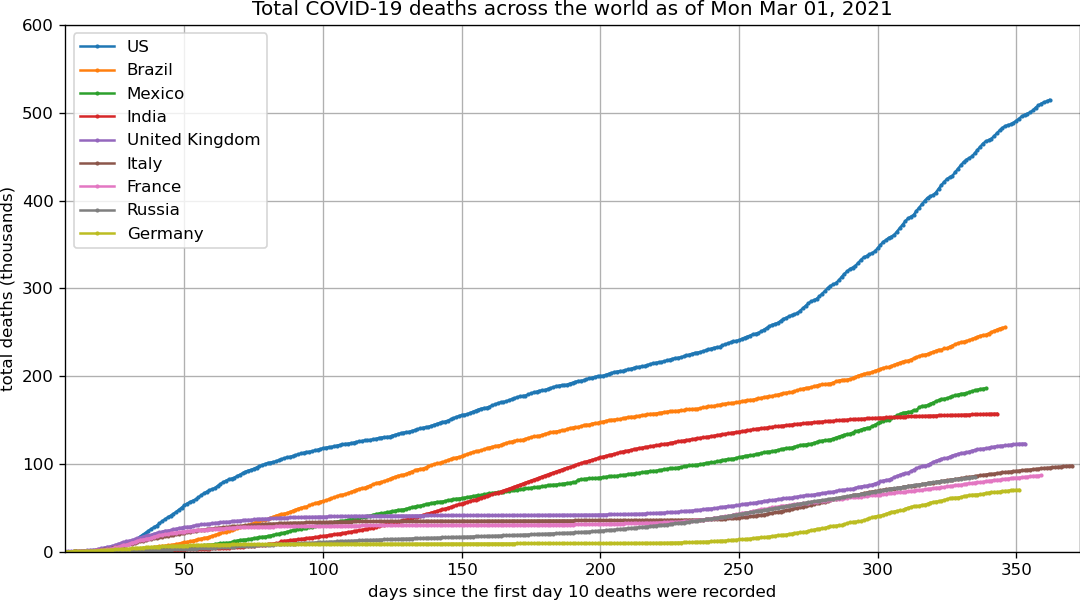 Total COVID-19 deaths across the world as of Mon Mar 01, 2021
total deaths (thousands)
600
500
400
300
200
100
0
US
Brazil
Mexico
India
United Kingdom
Italy
France
Russia
Germany
50 100 150 200 250 300 350
days since the first day 10 deaths were recorded